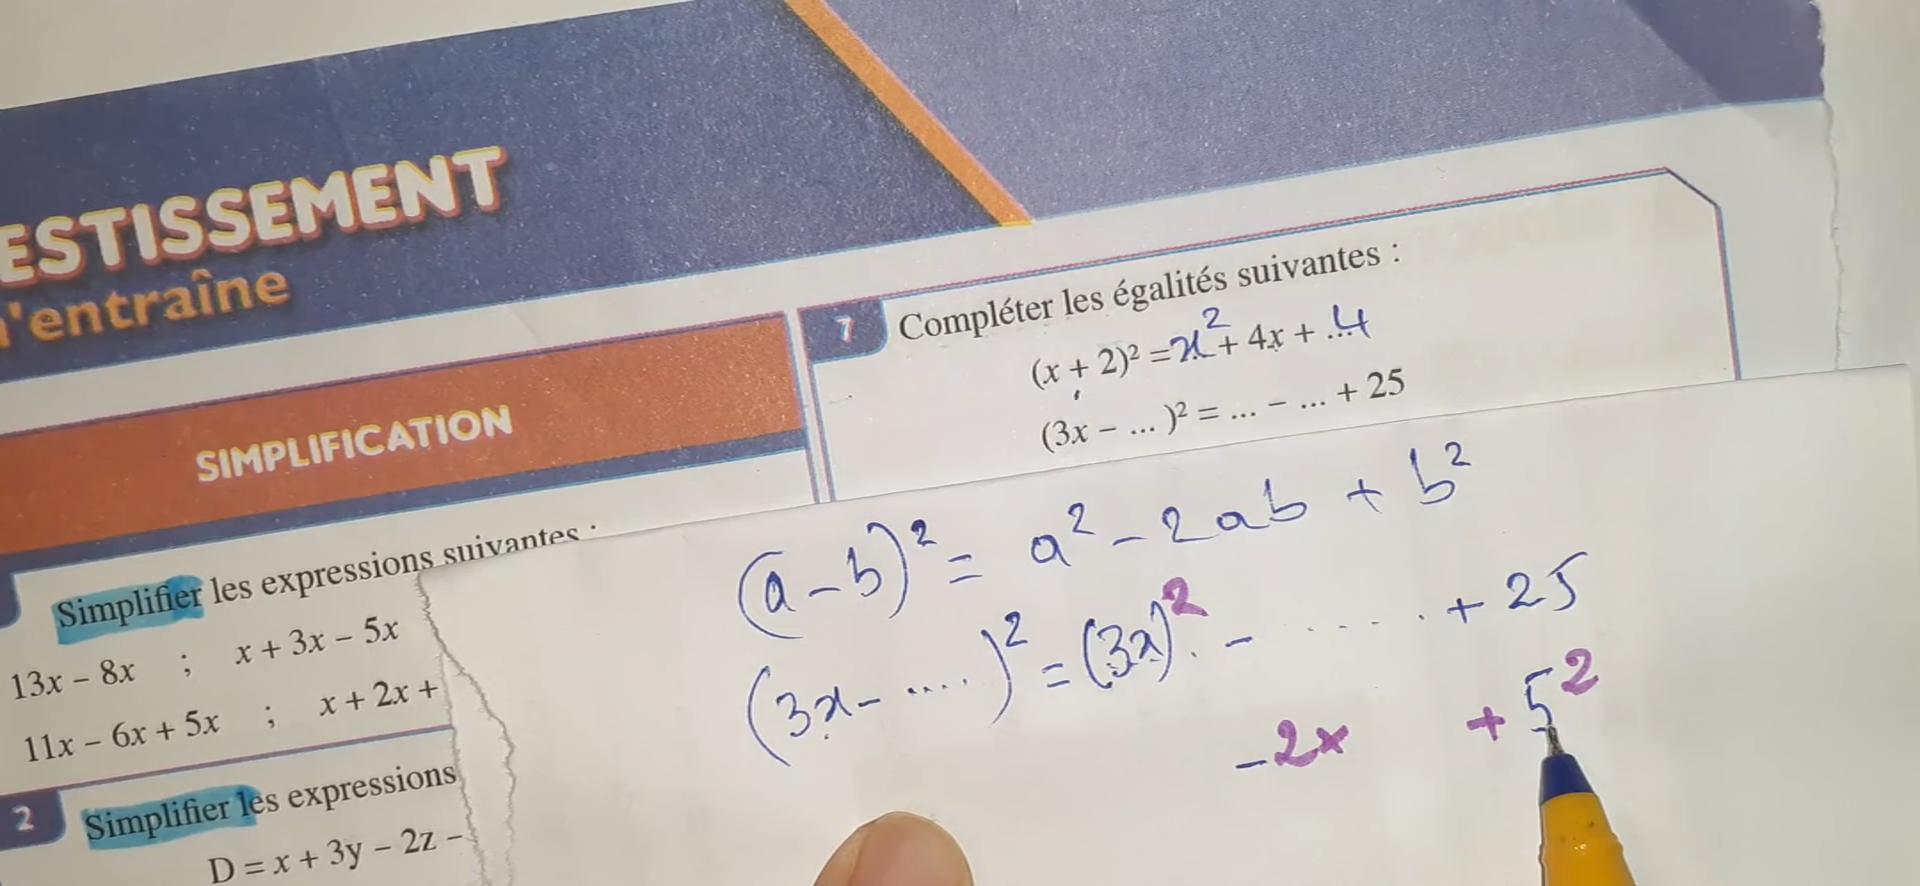 ESTISSEMENT
'entraîne
SIMPLIFICATION
Simplifier les expressions suivantes :
13x – 8x ; x + 3x – 5x
11x – 6x + 5x ; x + 2x +
2 Simplifier les expressions
D = x + 3y – 2z –
7 Compléter les égalités suivantes :
(x + 2)² = x² + 4x + ...4
(3x – ... )² = ... – ... + 25
(a – b)² = a² – 2ab + b²
(3x – ....)² = (3x)² . – ...... + 25
– 2x + 5²